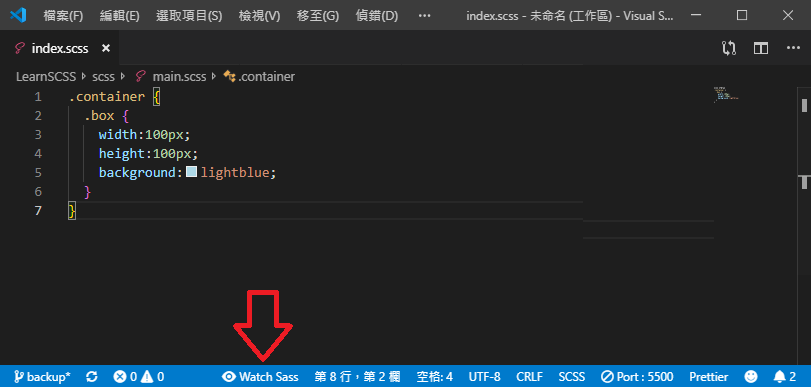 檔案(F) 編輯(E) 選取項目(S) 檢視(V) 移至(G) 偵錯(D) ··· index.scss - 未命名 (工作區) - Visual S...
index.scss ×
LearnSCSS > scss > main.scss > .container
1 .container {
2 .box {
3 width:100px;
4 height:100px;
5 background:lightblue;
6 }
7 }
backup* 0 0 Watch Sass 第 8 行，第 2 欄 空格: 4 UTF-8 CRLF SCSS Port : 5500 Prettier 2